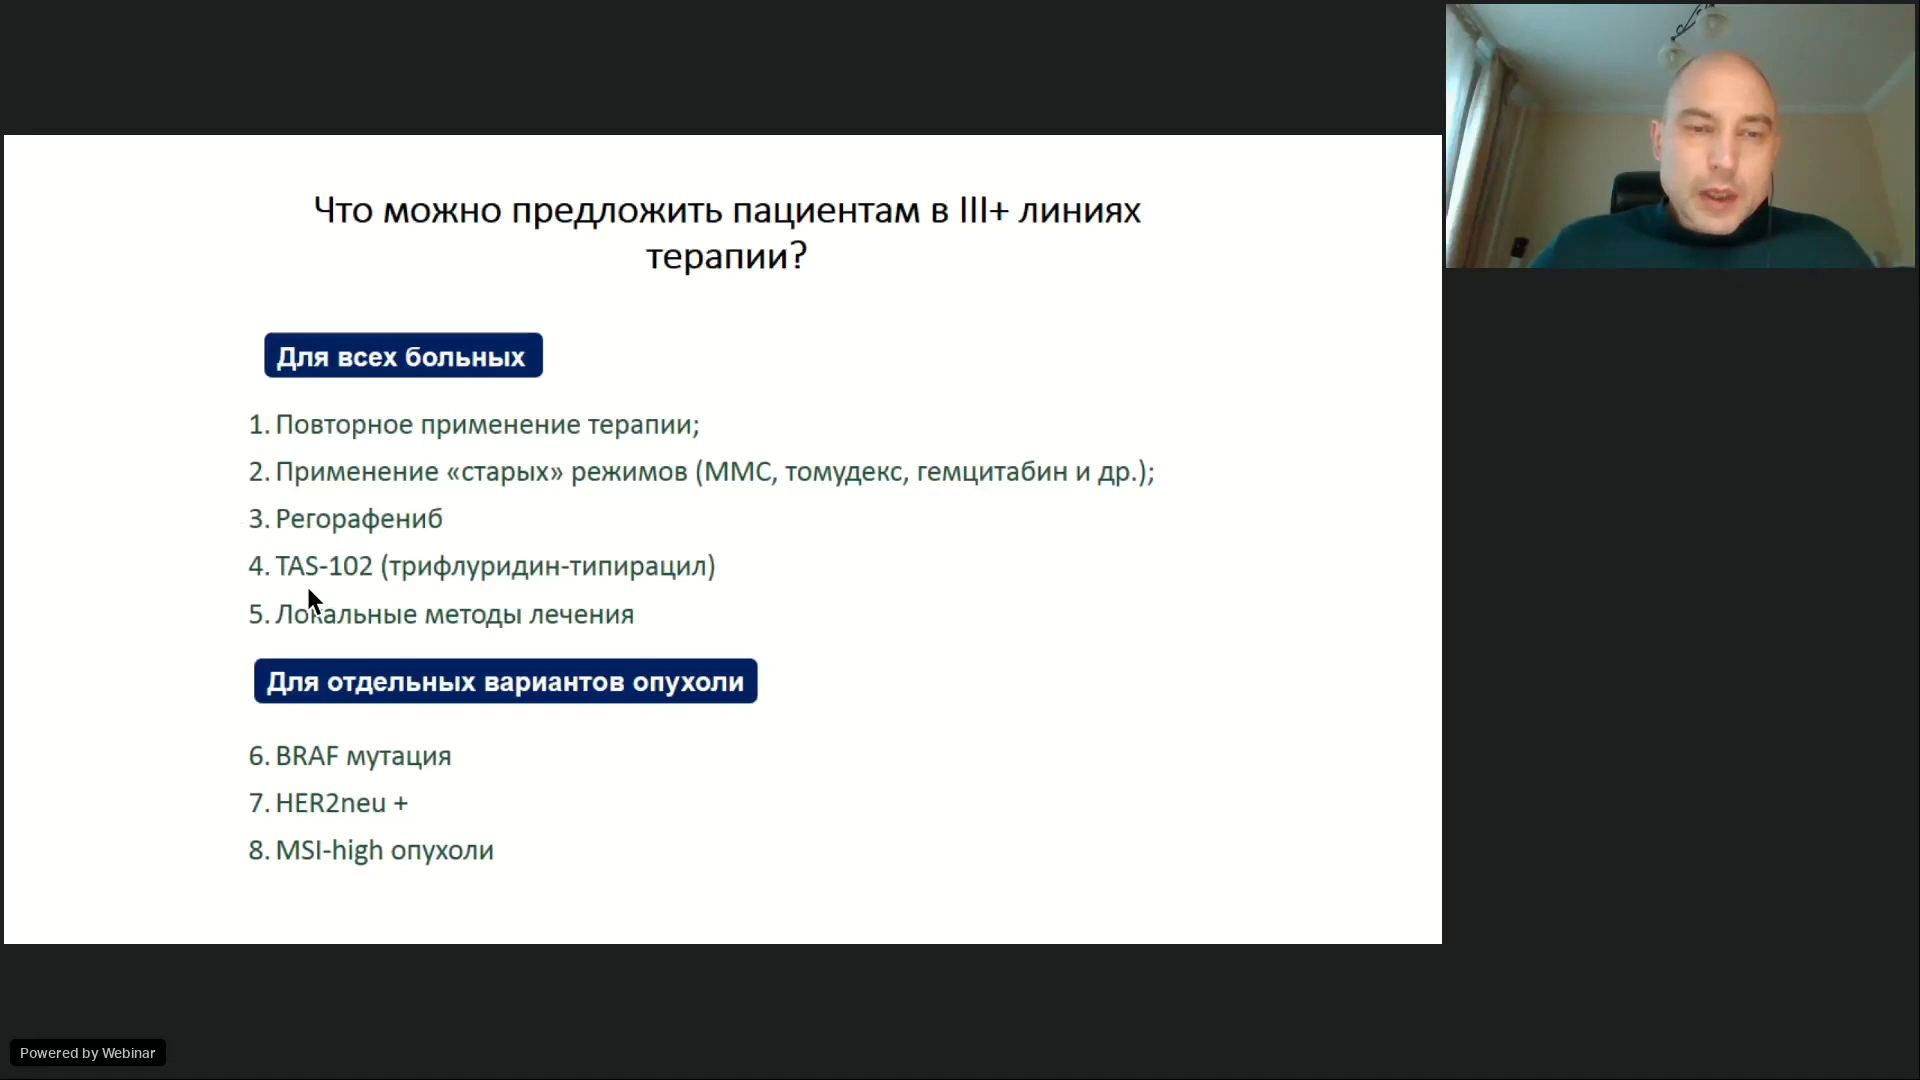 Что можно предложить пациентам в III+ линиях
терапии?
Для всех больных
1. Повторное применение терапии;
2. Применение «старых» режимов (ММС, томудекс, гемцитабин и др.);
3. Регорафениб
4. TAS-102 (трифлуридин-типирацил)
5. Локальные методы лечения
Для отдельных вариантов опухоли
6. BRAF мутация
7. HER2neu +
8. MSI-high опухоли
Powered by Webinar